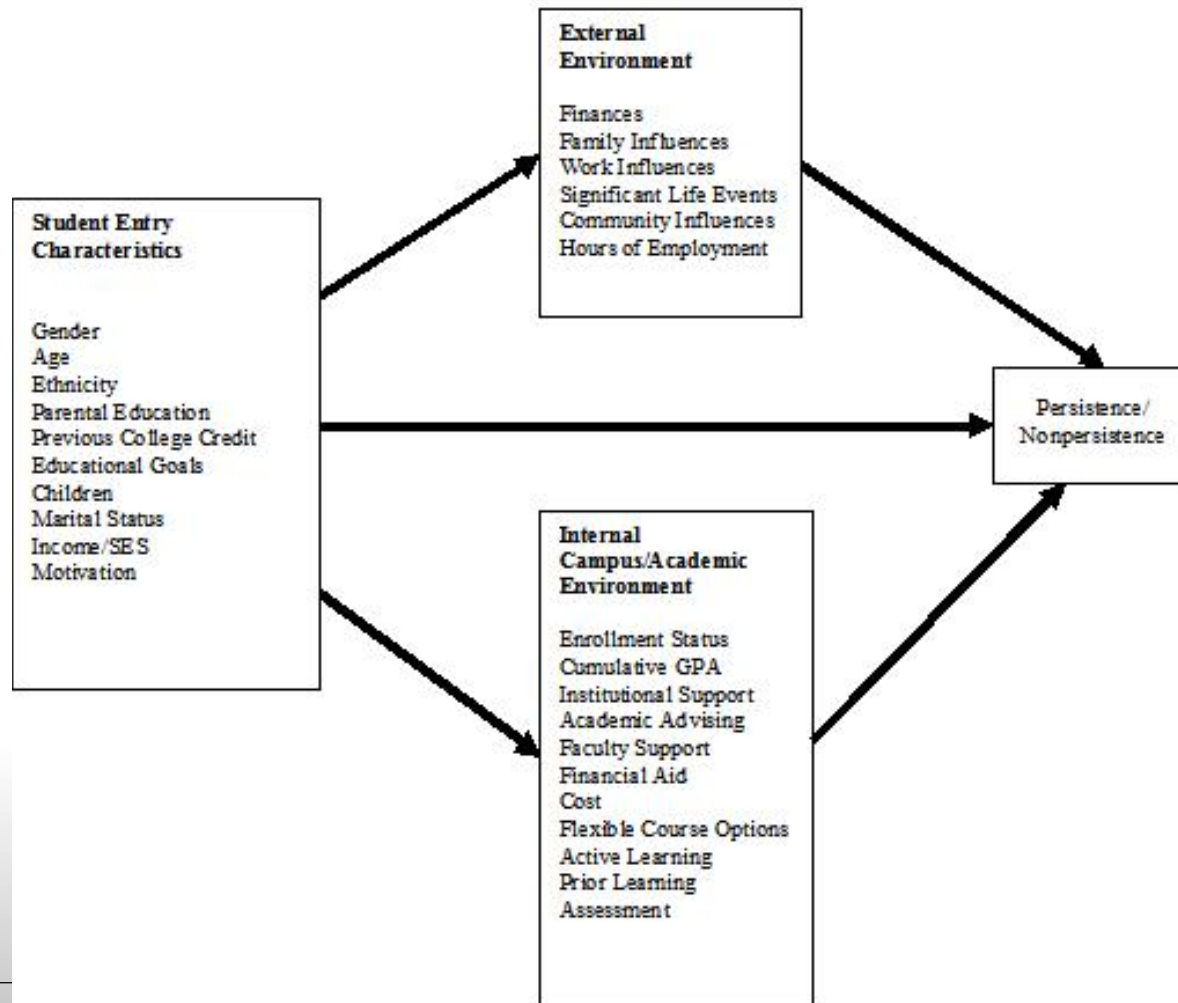 External
Environment
Finances
Family Influences
Work Influences
Significant Life Events
Community Influences
Hours of Employment
Student Entry
Characteristics
Gender
Age
Ethnicity
Parental Education
Previous College Credit
Educational Goals
Children
Marital Status
Income/SES
Motivation
Persistence/
Nonpersistence
Internal
Campus/Academic
Environment
Enrollment Status
Cumulative GPA
Institutional Support
Academic Advising
Faculty Support
Financial Aid
Cost
Flexible Course Options
Active Learning
Prior Learning
Assessment